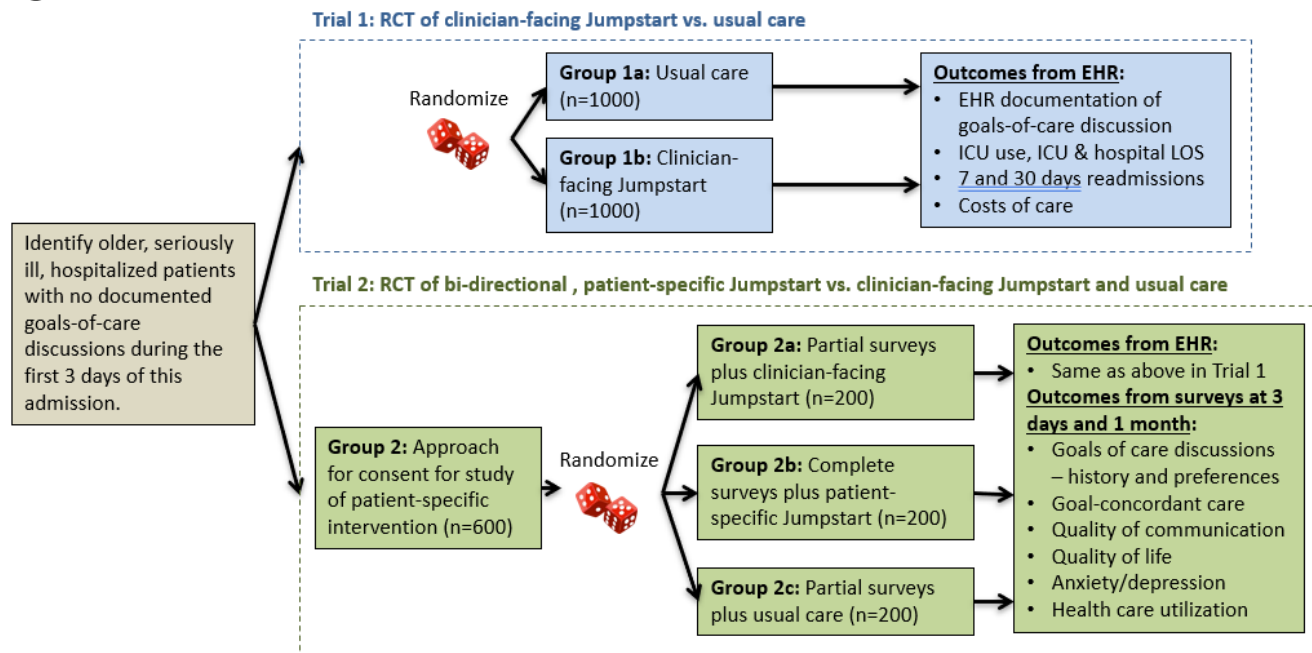 Trial 1: RCT of clinician-facing Jumpstart vs. usual care
Randomize
Group 1a: Usual care
(n=1000)
Group 1b: Clinician-
facing Jumpstart
(n=1000)
Outcomes from EHR:
• EHR documentation of
goals-of-care discussion
• ICU use, ICU & hospital LOS
• 7 and 30 days readmissions
• Costs of care
Identify older, seriously
ill, hospitalized patients
with no documented
goals-of-care
discussions during the
first 3 days of this
admission.
Trial 2: RCT of bi-directional , patient-specific Jumpstart vs. clinician-facing Jumpstart and usual care
Group 2: Approach
for consent for study
of patient-specific
intervention (n=600)
Randomize
Group 2a: Partial surveys
plus clinician-facing
Jumpstart (n=200)
Group 2b: Complete
surveys plus patient-
specific Jumpstart (n=200)
Group 2c: Partial surveys
plus usual care (n=200)
Outcomes from EHR:
• Same as above in Trial 1
Outcomes from surveys at 3
days and 1 month:
• Goals of care discussions
– history and preferences
• Goal-concordant care
• Quality of communication
• Quality of life
• Anxiety/depression
• Health care utilization